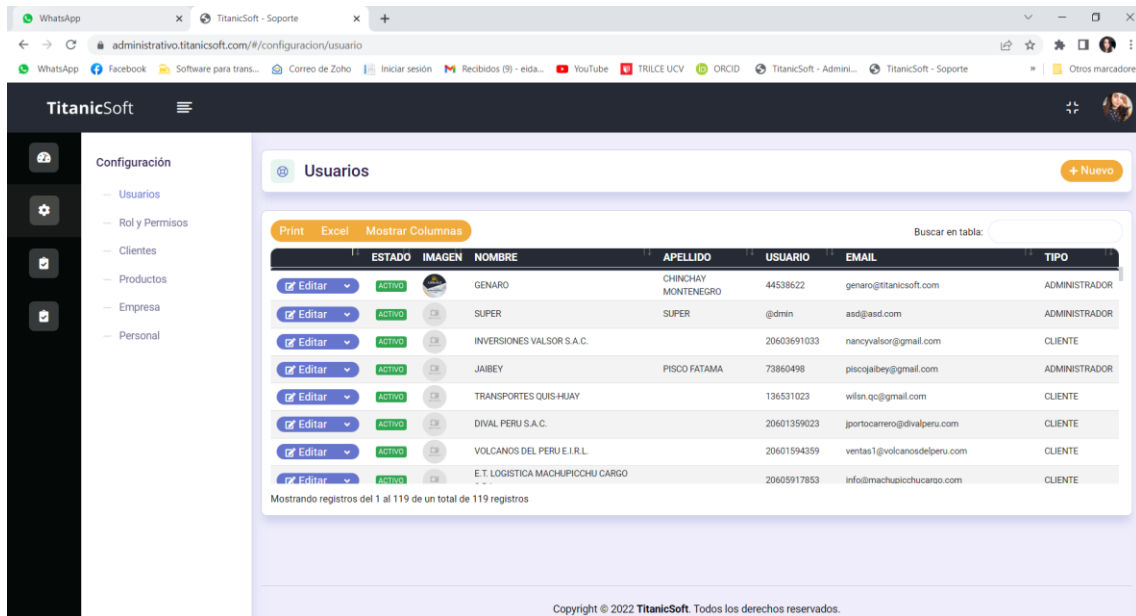 WhatsApp TitanicSoft - Soporte
administrativo.titanicsoft.com/#/configuracion/usuario
WhatsApp Facebook Software para trans... Correo de Zoho Iniciar sesión Recibidos (9) - eida... YouTube TRILCE UCV ORCID TitanicSoft - Admini... TitanicSoft - Soporte » Otros marcadore
TitanicSoft
Configuración
Usuarios
Rol y Permisos
Clientes
Productos
Empresa
Personal
Usuarios
+ Nuevo
Print Excel Mostrar Columnas Buscar en tabla:
ESTADO IMAGEN NOMBRE APELLIDO USUARIO EMAIL TIPO
Editar ACTIVO GENARO CHINCHAY MONTENEGRO 44538622 genaro@titanicsoft.com ADMINISTRADOR
Editar ACTIVO SUPER SUPER @dmin asd@asd.com ADMINISTRADOR
Editar ACTIVO INVERSIONES VALSOR S.A.C. 20603691033 nancyvalsor@gmail.com CLIENTE
Editar ACTIVO JAIBEY PISCO FATAMA 73860498 piscojaibey@gmail.com ADMINISTRADOR
Editar ACTIVO TRANSPORTES QUIS-HUAY 136531023 wilsn.qc@gmail.com CLIENTE
Editar ACTIVO DIVAL PERU S.A.C. 20601359023 jportocarrero@divalperu.com CLIENTE
Editar ACTIVO VOLCANOS DEL PERU E.I.R.L. 20601594359 ventas1@volcanosdelperu.com CLIENTE
Editar ACTIVO E.T. LOGISTICA MACHUPICCHU CARGO 20605917853 info@machupicchucargo.com CLIENTE
Mostrando registros del 1 al 119 de un total de 119 registros
Copyright © 2022 TitanicSoft. Todos los derechos reservados.